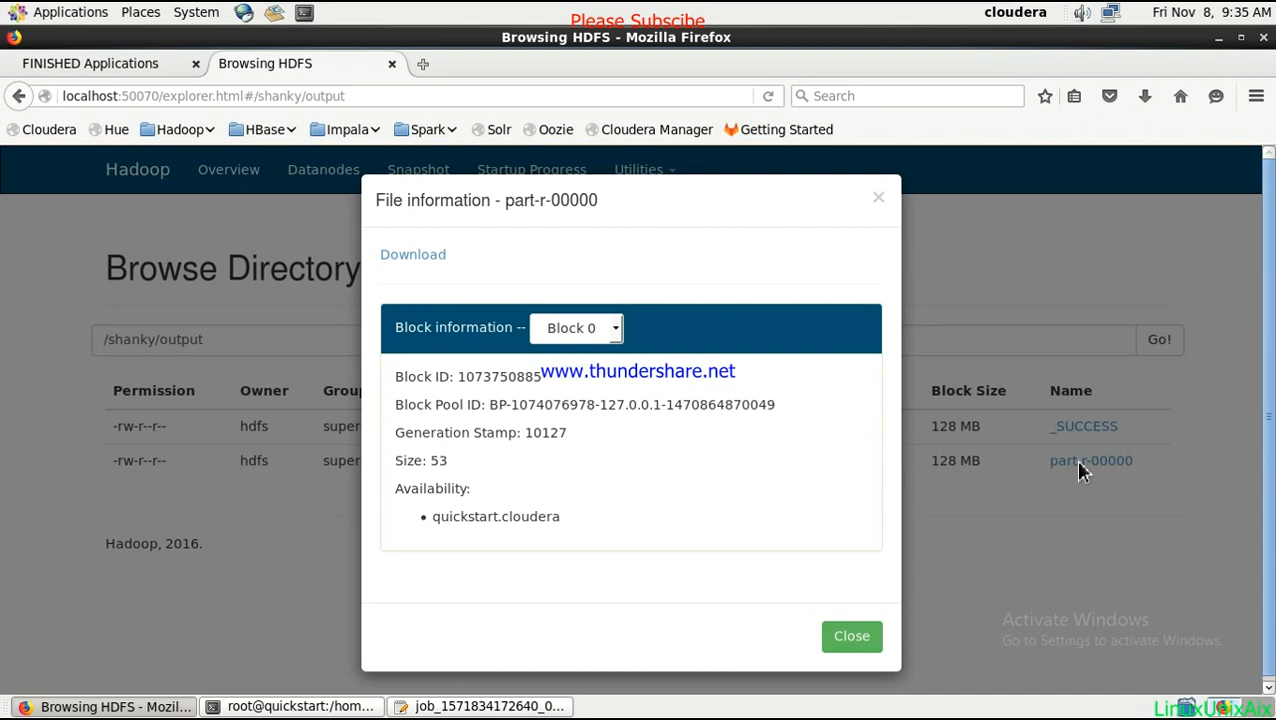 Applications Places System cloudera Fri Nov 8, 9:35 AM
Please Subscibe
Browsing HDFS - Mozilla Firefox
FINISHED Applications × Browsing HDFS ×
localhost:50070/explorer.html#/shanky/output Search
Cloudera Hue Hadoop HBase Impala Spark Solr Oozie Cloudera Manager Getting Started
Hadoop Overview Datanodes Snapshot Startup Progress Utilities
File information - part-r-00000 ×
Download
Browse Directory
Block information -- Block 0
/shanky/output Go!
Block ID: 1073750885
www.thundershare.net
Permission Owner Block Size Name
Block Pool ID: BP-1074076978-127.0.0.1-1470864870049
-rw-r--r-- hdfs super 128 MB _SUCCESS
Generation Stamp: 10127
-rw-r--r-- hdfs super 128 MB part-r-00000
Size: 53
Availability:
• quickstart.cloudera
Hadoop, 2016.
Close
Activate Windows
Go to Settings to activate Windows.
Browsing HDFS - Mozill... root@quickstart:/hom... job_1571834172640_0...
LinuxUnixAix